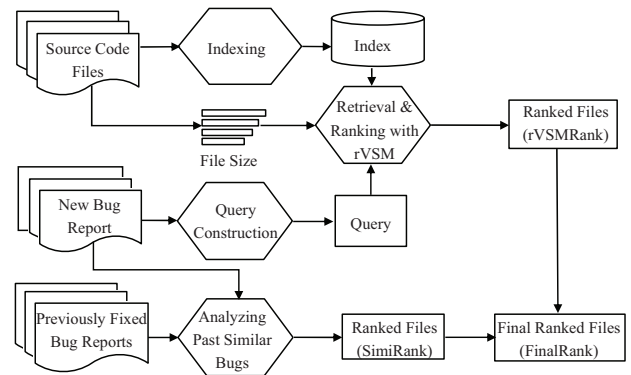 Source Code
Files
Indexing
Index
File Size
Retrieval &
Ranking with
rVSM
Ranked Files
(rVSMRank)
New Bug
Report
Query
Construction
Query
Previously Fixed
Bug Reports
Analyzing
Past Similar
Bugs
Ranked Files
(SimiRank)
Final Ranked Files
(FinalRank)